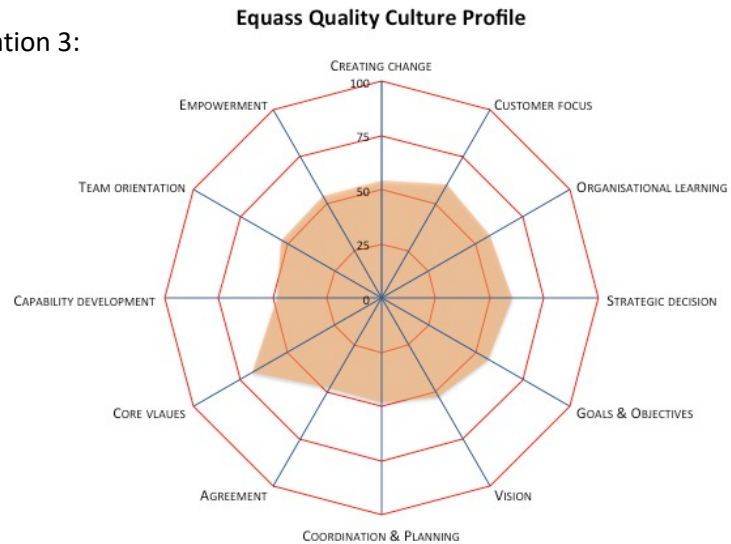 Equass Quality Culture Profile
ation 3:
CREATING CHANGE
100
EMPOWERMENT
CUSTOMER FOCUS
75
TEAM ORIENTATION
ORGANISATIONAL LEARNING
50
25
CAPABILITY DEVELOPMENT
0
STRATEGIC DECISION
CORE VLAUES
GOALS & OBJECTIVES
AGREEMENT
VISION
COORDINATION & PLANNING